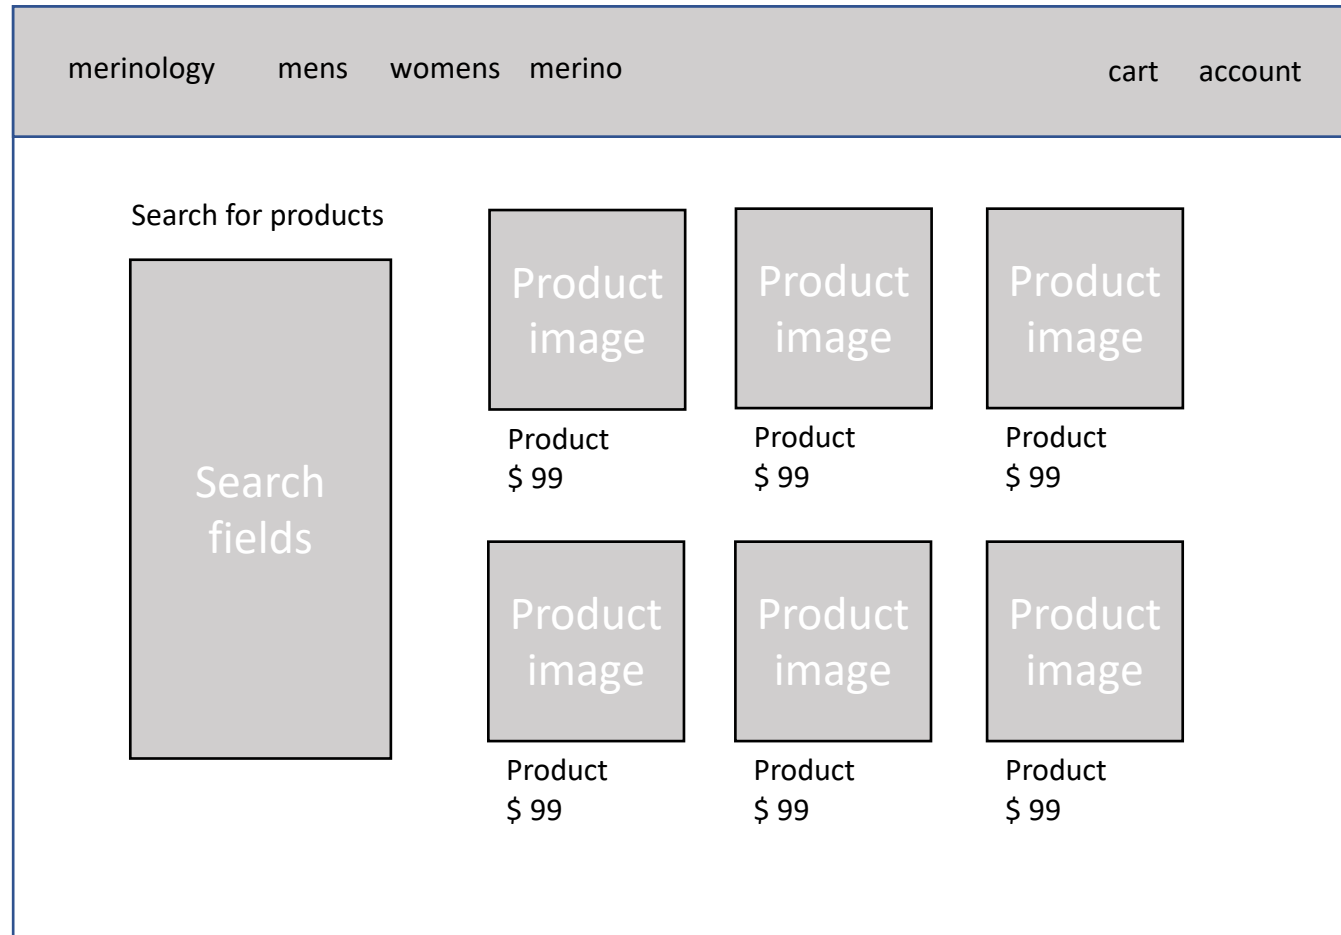 merinology mens womens merino cart account
Search for products
Search
fields
Product
image
Product
$ 99
Product
image
Product
$ 99
Product
image
Product
$ 99
Product
image
Product
$ 99
Product
image
Product
$ 99
Product
image
Product
$ 99